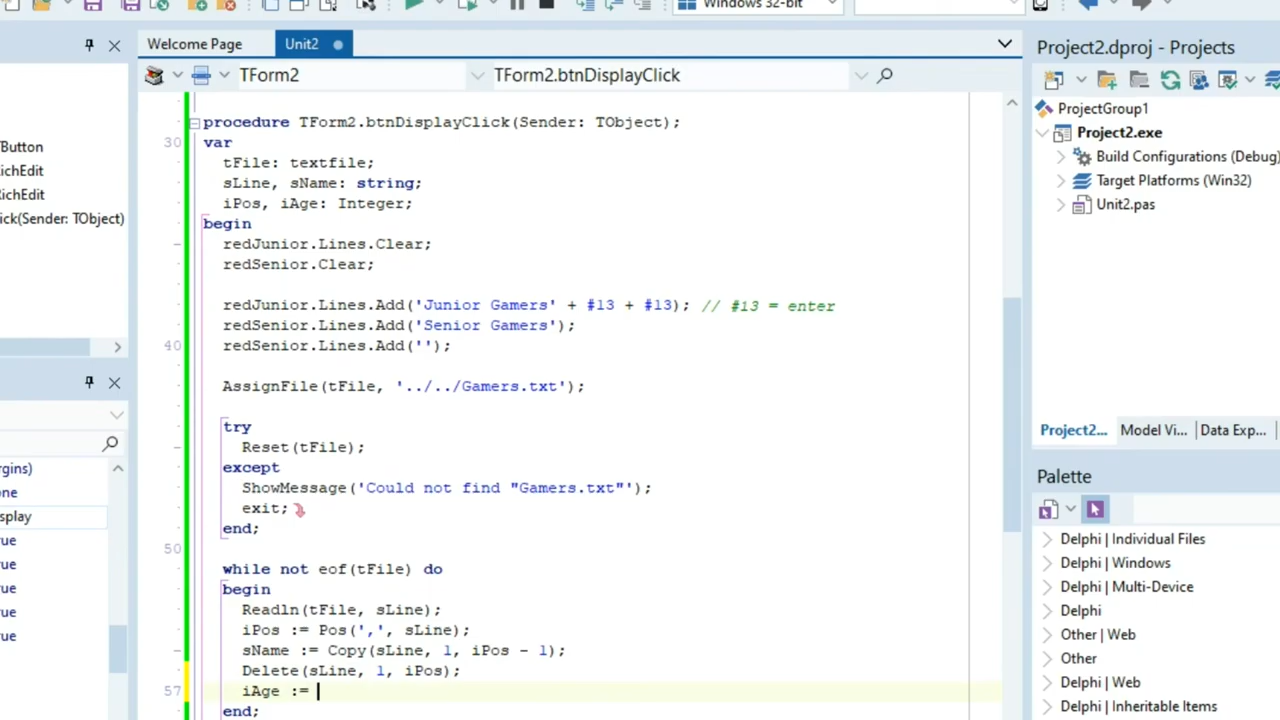 Windows 32-bit
Welcome Page
Unit2
Project2.dproj - Projects
TForm2
TForm2.btnDisplayClick
ProjectGroup1
Project2.exe
Build Configurations (Debug)
Target Platforms (Win32)
Unit2.pas
Button
RichEdit
RichEdit
ick(Sender: TObject)
procedure TForm2.btnDisplayClick(Sender: TObject);
30 var
tFile: textfile;
sLine, sName: string;
iPos, iAge: Integer;
begin
redJunior.Lines.Clear;
redSenior.Clear;
redJunior.Lines.Add('Junior Gamers' + #13 + #13); // #13 = enter
redSenior.Lines.Add('Senior Gamers');
40 redSenior.Lines.Add('');
AssignFile(tFile, '../../Gamers.txt');
try
Reset(tFile);
except
ShowMessage('Could not find "Gamers.txt"');
exit;
end;
50
while not eof(tFile) do
begin
Readln(tFile, sLine);
iPos := Pos(',', sLine);
sName := Copy(sLine, 1, iPos - 1);
Delete(sLine, 1, iPos);
57 iAge :=
end;
rgins)
one
splay
ue
ue
ue
ue
ue
Project2... Model Vi... Data Exp...
Palette
Delphi | Individual Files
Delphi | Windows
Delphi | Multi-Device
Delphi
Other | Web
Other
Delphi | Web
Delphi | Inheritable Items